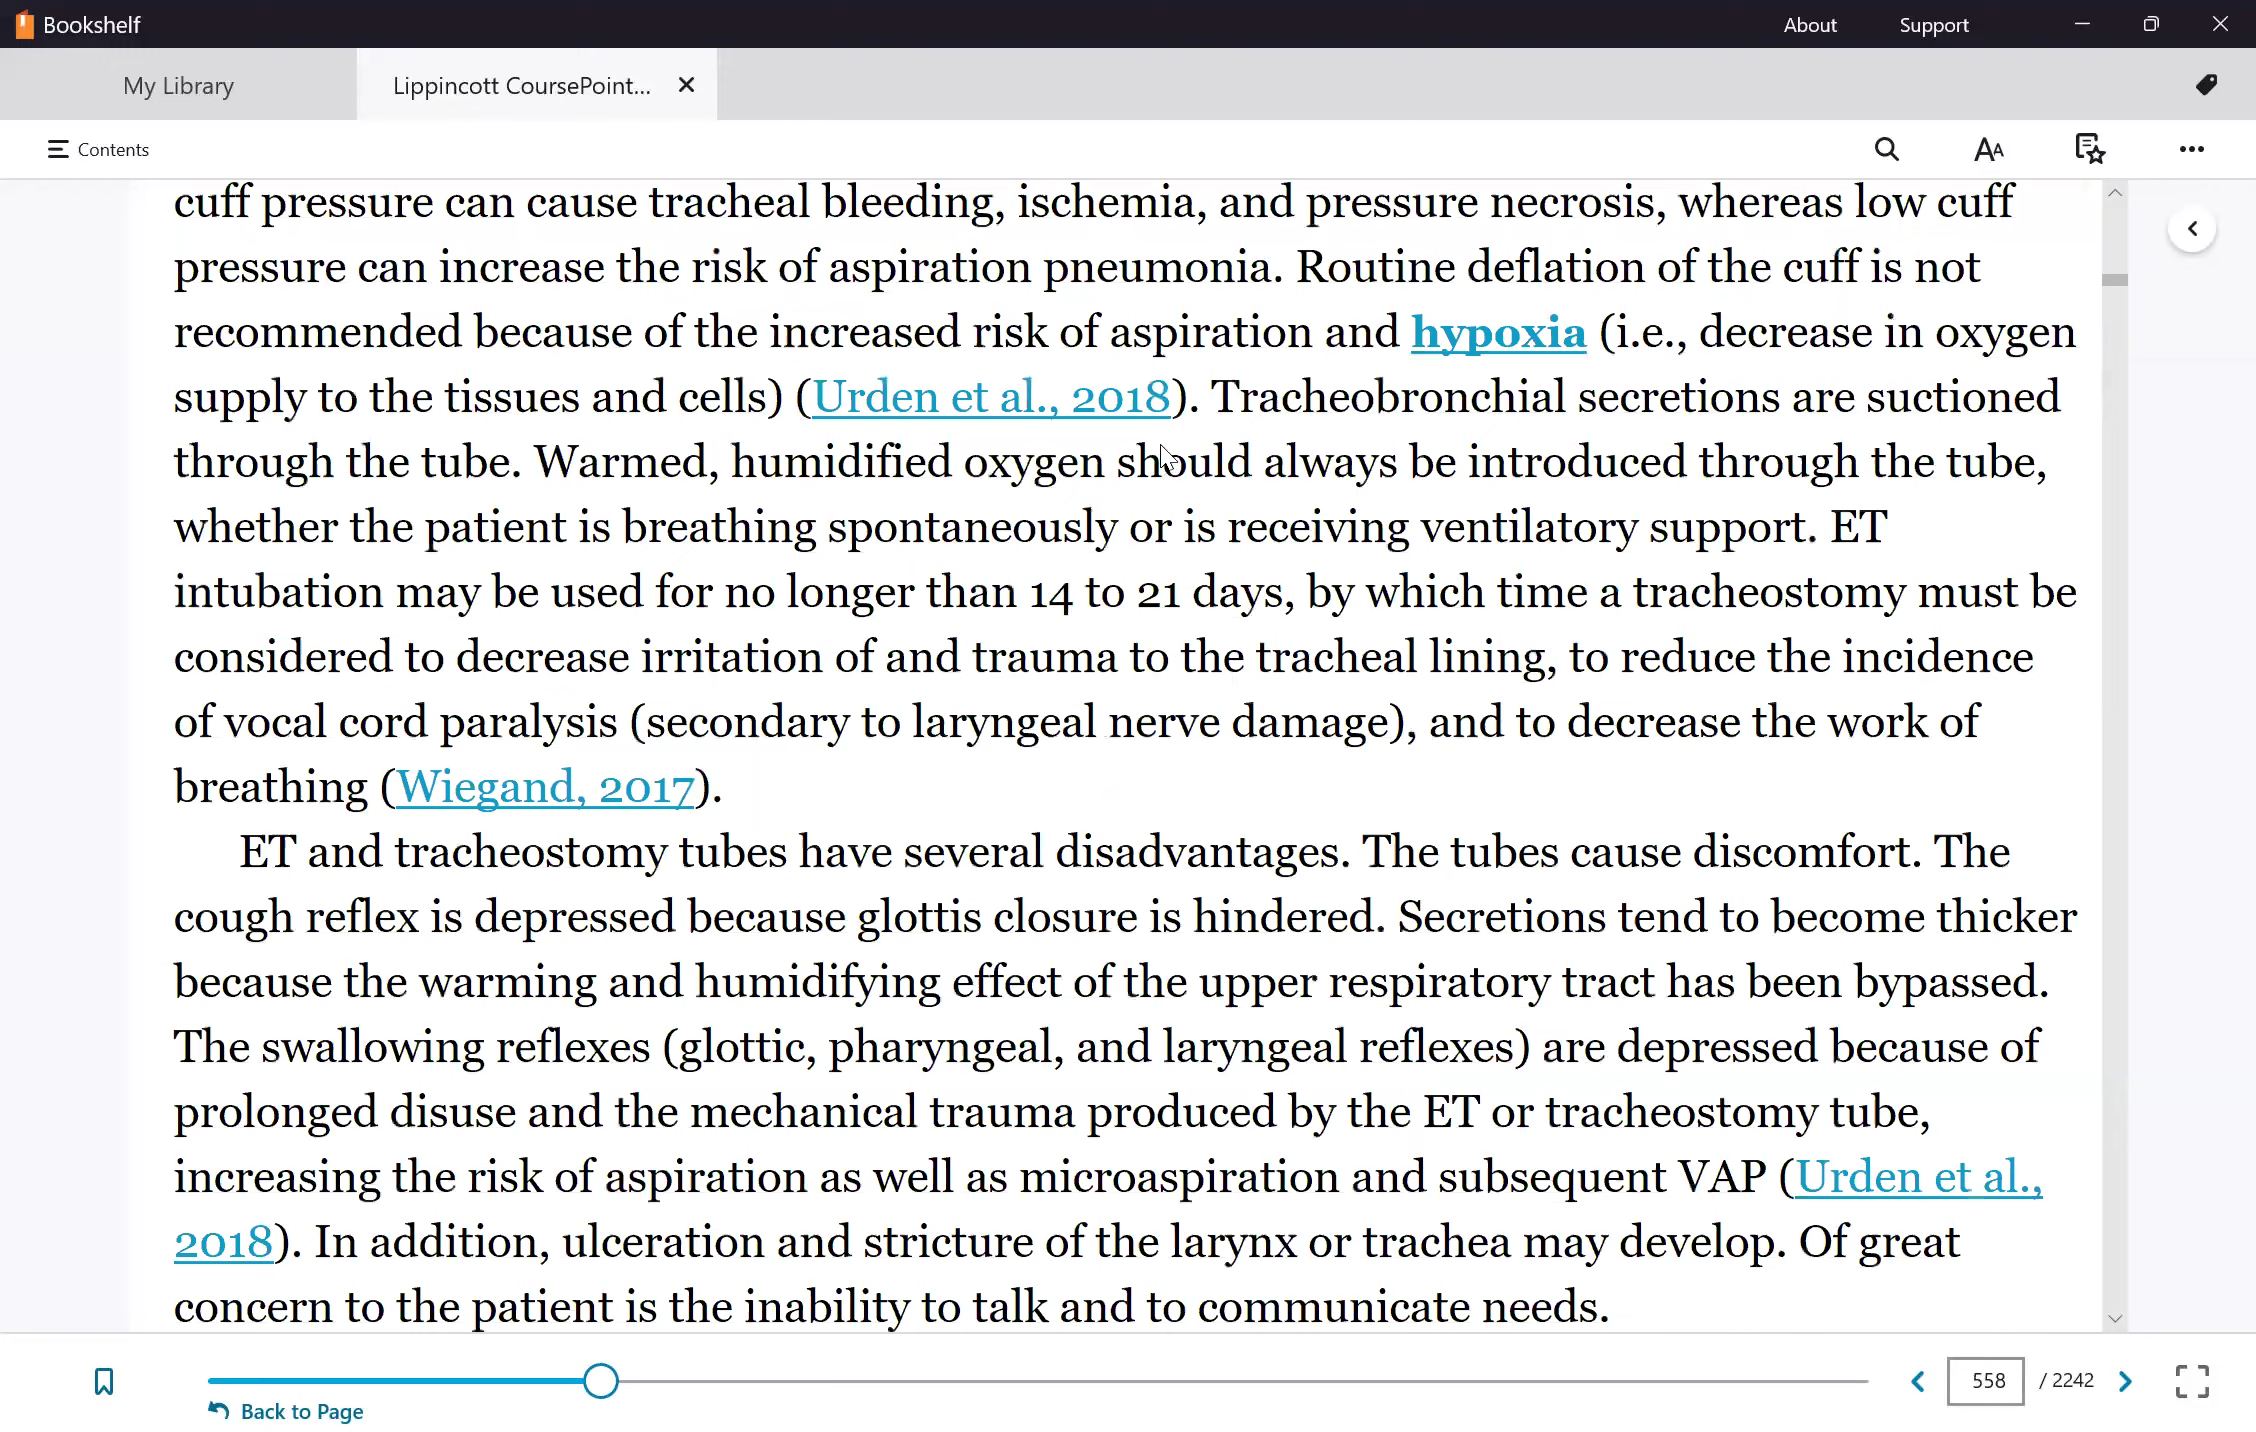 Bookshelf
About
Support
My Library
Lippincott CoursePoint...
Contents
cuff pressure can cause tracheal bleeding, ischemia, and pressure necrosis, whereas low cuff
pressure can increase the risk of aspiration pneumonia. Routine deflation of the cuff is not
recommended because of the increased risk of aspiration and hypoxia (i.e., decrease in oxygen
supply to the tissues and cells) (Urden et al., 2018). Tracheobronchial secretions are suctioned
through the tube. Warmed, humidified oxygen should always be introduced through the tube,
whether the patient is breathing spontaneously or is receiving ventilatory support. ET
intubation may be used for no longer than 14 to 21 days, by which time a tracheostomy must be
considered to decrease irritation of and trauma to the tracheal lining, to reduce the incidence
of vocal cord paralysis (secondary to laryngeal nerve damage), and to decrease the work of
breathing (Wiegand, 2017).
ET and tracheostomy tubes have several disadvantages. The tubes cause discomfort. The
cough reflex is depressed because glottis closure is hindered. Secretions tend to become thicker
because the warming and humidifying effect of the upper respiratory tract has been bypassed.
The swallowing reflexes (glottic, pharyngeal, and laryngeal reflexes) are depressed because of
prolonged disuse and the mechanical trauma produced by the ET or tracheostomy tube,
increasing the risk of aspiration as well as microaspiration and subsequent VAP (Urden et al.,
2018). In addition, ulceration and stricture of the larynx or trachea may develop. Of great
concern to the patient is the inability to talk and to communicate needs.
558
/ 2242
Back to Page